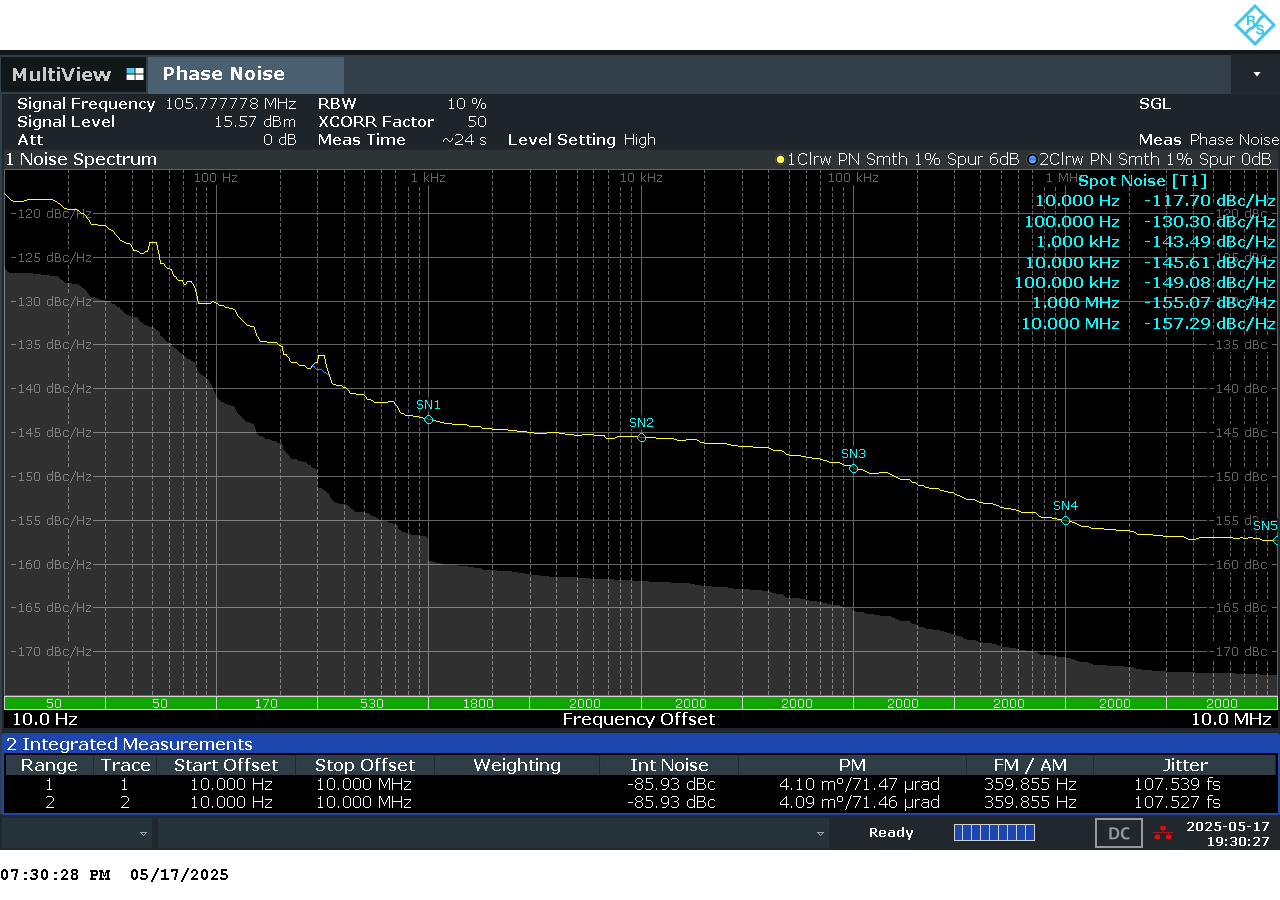 R S
MultiView Phase Noise
Signal Frequency 105.777778 MHz RBW 10 % SGL
Signal Level 15.57 dBm XCORR Factor 50
Att 0 dB Meas Time ~24 s Level Setting High Meas Phase Noise
1 Noise Spectrum 1Clrw PN Smth 1% Spur 6dB 2Clrw PN Smth 1% Spur 0dB
100 Hz 1 kHz 10 kHz 100 kHz 1 MHz
Spot Noise [T1]
10.000 Hz -117.70 dBc/Hz
100.000 Hz -130.30 dBc/Hz
1.000 kHz -143.49 dBc/Hz
10.000 kHz -145.61 dBc/Hz
100.000 kHz -149.08 dBc/Hz
1.000 MHz -155.07 dBc/Hz
10.000 MHz -157.29 dBc/Hz
-120 dBc/Hz
-125 dBc/Hz
-130 dBc/Hz
-135 dBc/Hz -135 dBc
-140 dBc/Hz -140 dBc
SN1
SN2
-145 dBc/Hz -145 dBc
SN3
-150 dBc/Hz -150 dBc
SN4
-155 dBc/Hz -155 dBc
SN5
-160 dBc/Hz -160 dBc
-165 dBc/Hz -165 dBc
-170 dBc/Hz -170 dBc
50 50 170 530 1800 2000 2000 2000 2000 2000 2000 2000
10.0 Hz Frequency Offset 10.0 MHz
2 Integrated Measurements
Range Trace Start Offset Stop Offset Weighting Int Noise PM FM / AM Jitter
1 1 10.000 Hz 10.000 MHz -85.93 dBc 4.10 m°/71.47 µrad 359.855 Hz 107.539 fs
2 2 10.000 Hz 10.000 MHz -85.93 dBc 4.09 m°/71.46 µrad 359.855 Hz 107.527 fs
Ready DC 2025-05-17
19:30:27
07:30:28 PM 05/17/2025